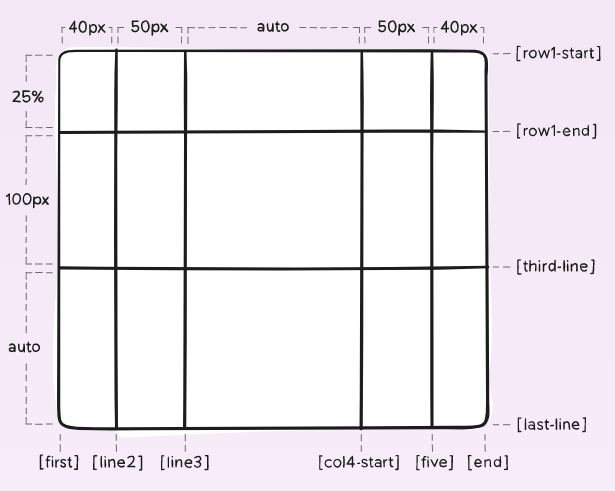 40px 50px auto 50px 40px
[row1-start]
25%
[row1-end]
100px
[third-line]
auto
[last-line]
[first] [line2] [line3] [col4-start] [five] [end]